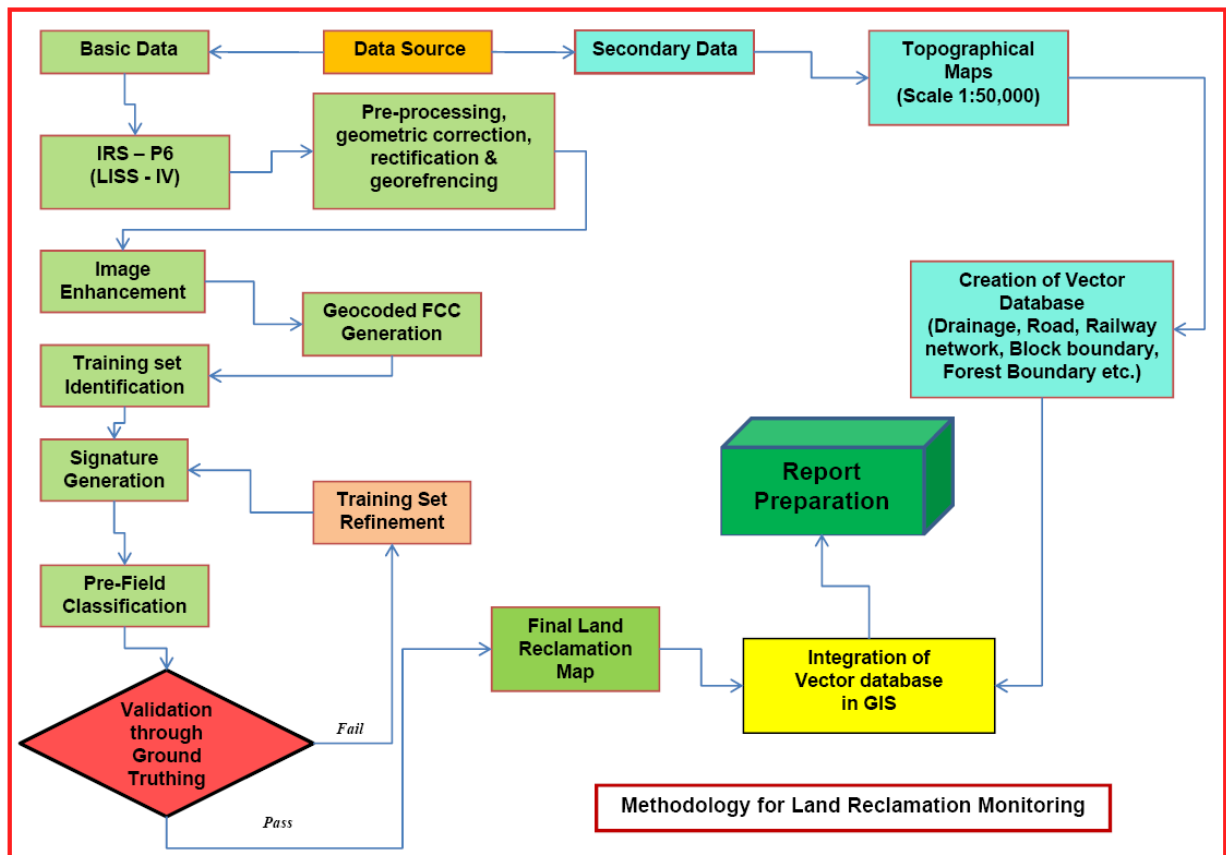 Basic Data
Data Source
Secondary Data
Topographical
Maps
(Scale 1:50,000)
Pre-processing,
geometric correction,
rectification &
georefrencing
IRS – P6
(LISS - IV)
Image
Enhancement
Geocoded FCC
Generation
Creation of Vector
Database
(Drainage, Road, Railway
network, Block boundary,
Forest Boundary etc.)
Training set
Identification
Signature
Generation
Training Set
Refinement
Report
Preparation
Pre-Field
Classification
Final Land
Reclamation
Map
Integration of
Vector database
in GIS
Validation
through
Ground
Truthing
Fail
Pass
Methodology for Land Reclamation Monitoring